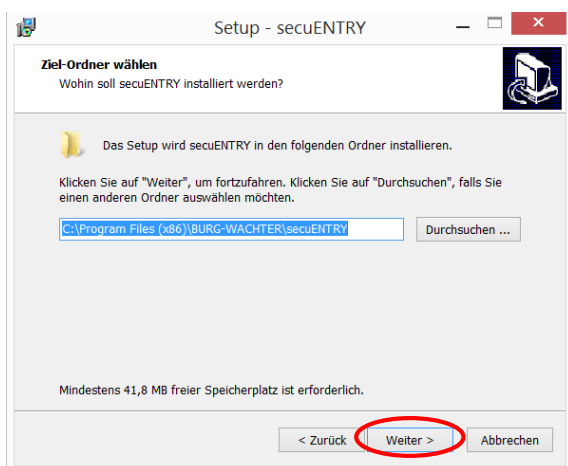 Setup - secuENTRY
Ziel-Ordner wählen
Wohin soll secuENTRY installiert werden?
Das Setup wird secuENTRY in den folgenden Ordner installieren.
Klicken Sie auf "Weiter", um fortzufahren. Klicken Sie auf "Durchsuchen", falls Sie
einen anderen Ordner auswählen möchten.
C:\Program Files (x86)\BURG-WACHTER\secuENTRY
Durchsuchen ...
Mindestens 41,8 MB freier Speicherplatz ist erforderlich.
< Zurück
Weiter >
Abbrechen